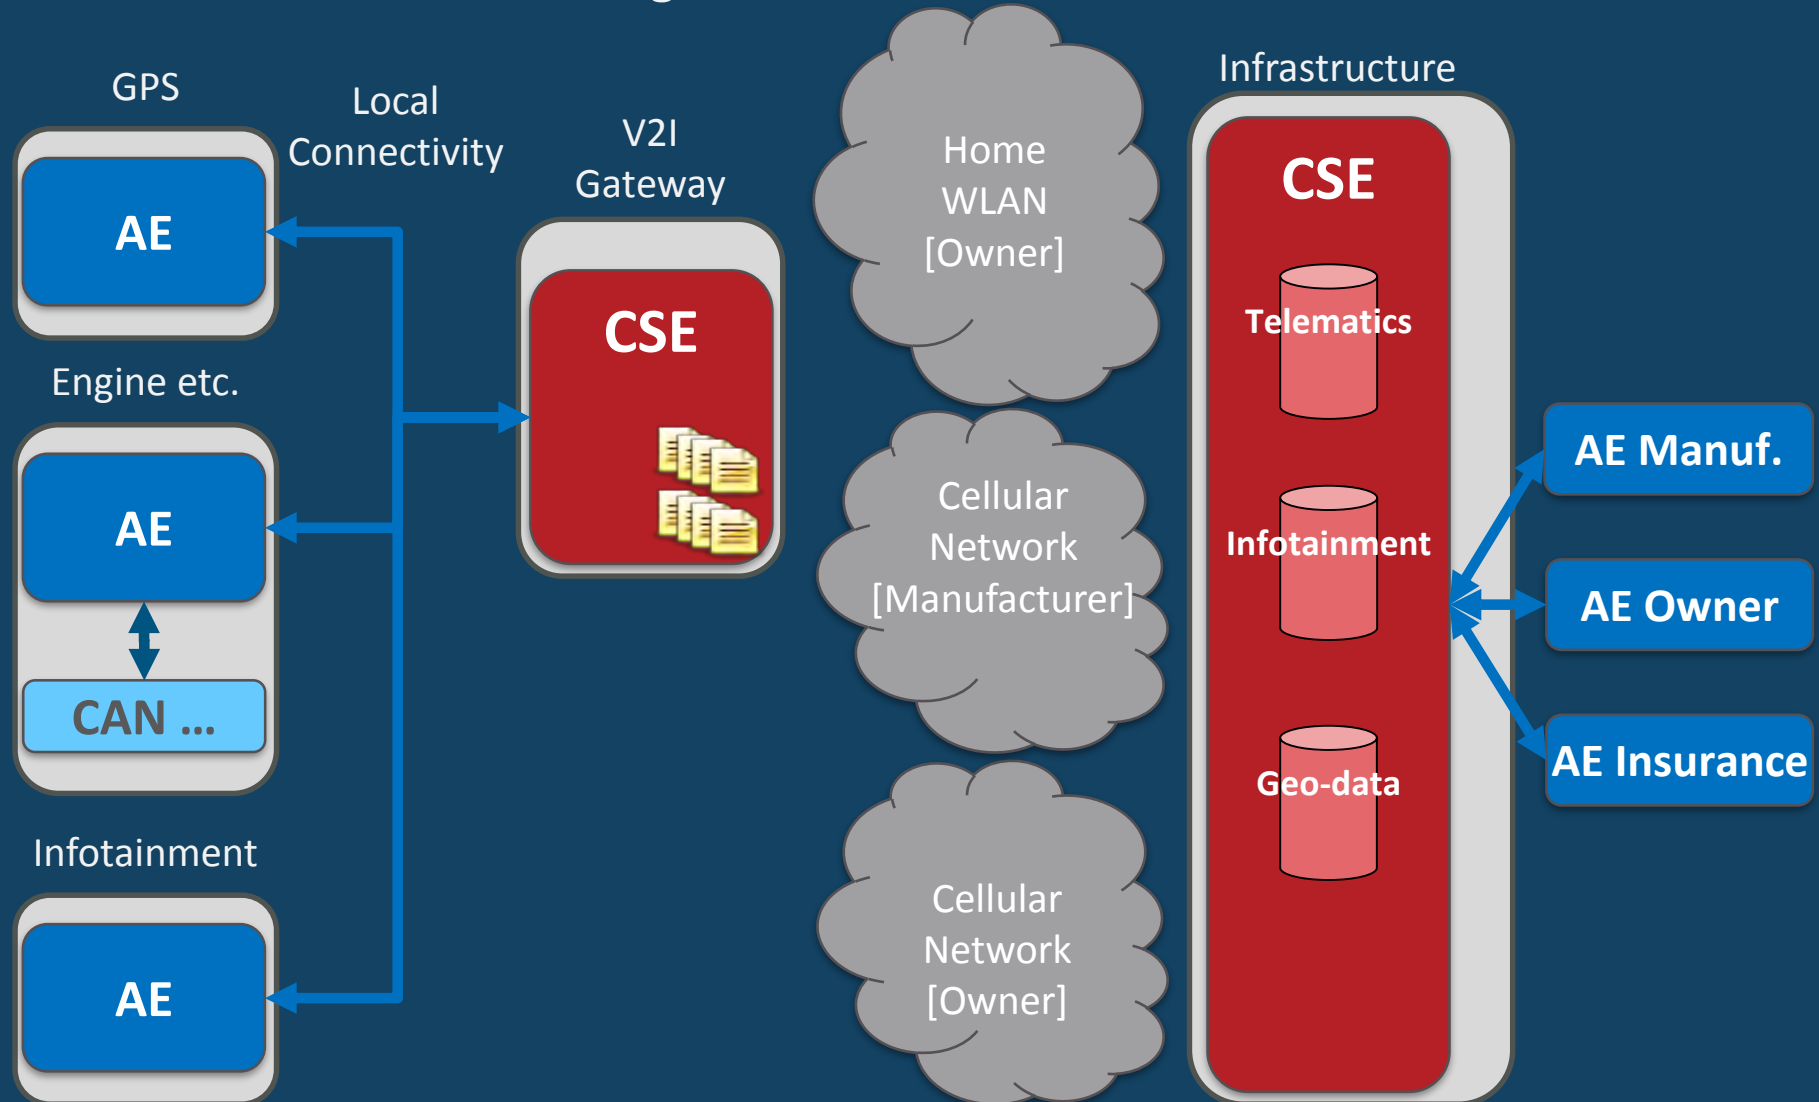 GPS
AE
Engine etc.
AE
CAN ...
Infotainment
AE
Local
Connectivity
V2I
Gateway
CSE
Home
WLAN
[Owner]
Cellular
Network
[Manufacturer]
Cellular
Network
[Owner]
Infrastructure
CSE
Telematics
Infotainment
Geo-data
AE Manuf.
AE Owner
AE Insurance